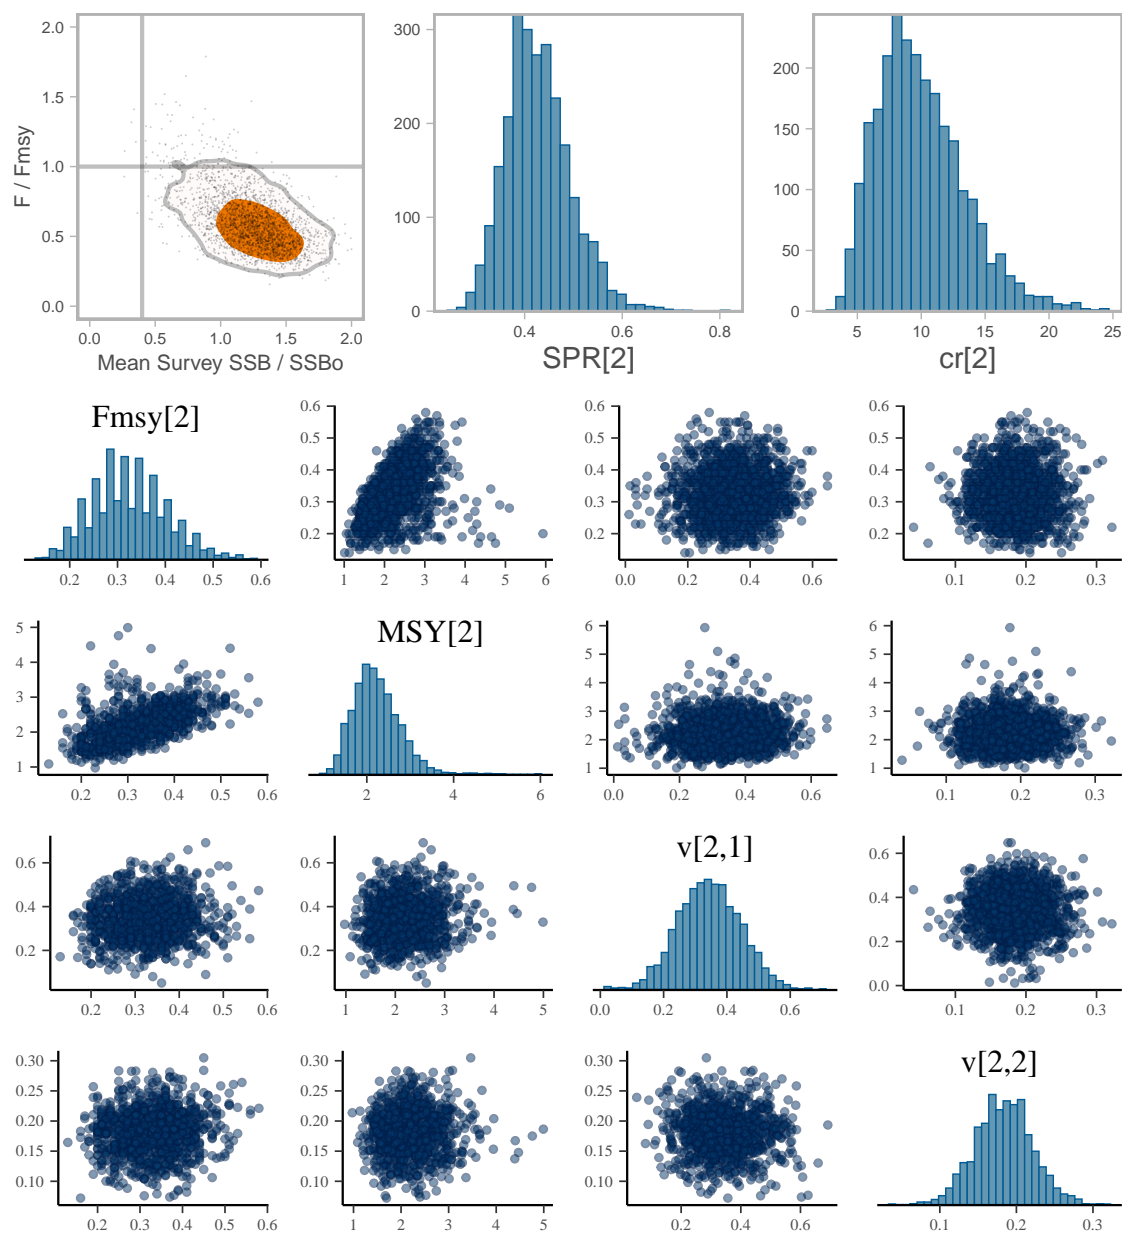 2.0
1.5
1.0
0.5
0.0
F / Fmsy
0.0 0.5 1.0 1.5 2.0
Mean Survey SSB / SSBo
300
200
100
0
0.4 0.6 0.8
SPR[2]
200
150
100
50
0
5 10 15 20 25
cr[2]
Fmsy[2]
0.2 0.3 0.4 0.5 0.6
0.6
0.5
0.4
0.3
0.2
1 2 3 4 5 6
0.6
0.5
0.4
0.3
0.2
0.0 0.2 0.4 0.6
0.6
0.5
0.4
0.3
0.2
0.1 0.2 0.3
5
4
3
2
1
0.2 0.3 0.4 0.5 0.6
MSY[2]
2 4 6
6
5
4
3
2
1
0.0 0.2 0.4 0.6
6
5
4
3
2
1
0.1 0.2 0.3
0.6
0.4
0.2
0.2 0.3 0.4 0.5 0.6
0.6
0.4
0.2
1 2 3 4 5
v[2,1]
0.0 0.2 0.4 0.6
0.6
0.4
0.2
0.0
0.1 0.2 0.3
0.30
0.25
0.20
0.15
0.10
0.2 0.3 0.4 0.5 0.6
0.30
0.25
0.20
0.15
0.10
1 2 3 4 5
0.30
0.25
0.20
0.15
0.10
0.2 0.4 0.6
v[2,2]
0.1 0.2 0.3